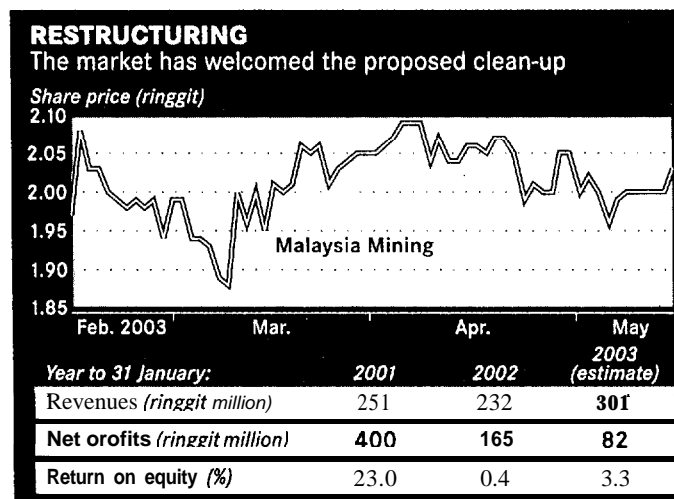 RESTRUCTURING
The market has welcomed the proposed clean-up
Share price (ringgit)
2.10
2.05
2.00
1.95
Malaysia Mining
1.90
1.85
Feb. 2003 Mar. Apr. May
Year to 31 January: 2001 2002 2003 (estimate)
Revenues (ringgit million) 251 232 301
Net orofits (ringgit million) 400 165 82
Return on equity (%) 23.0 0.4 3.3